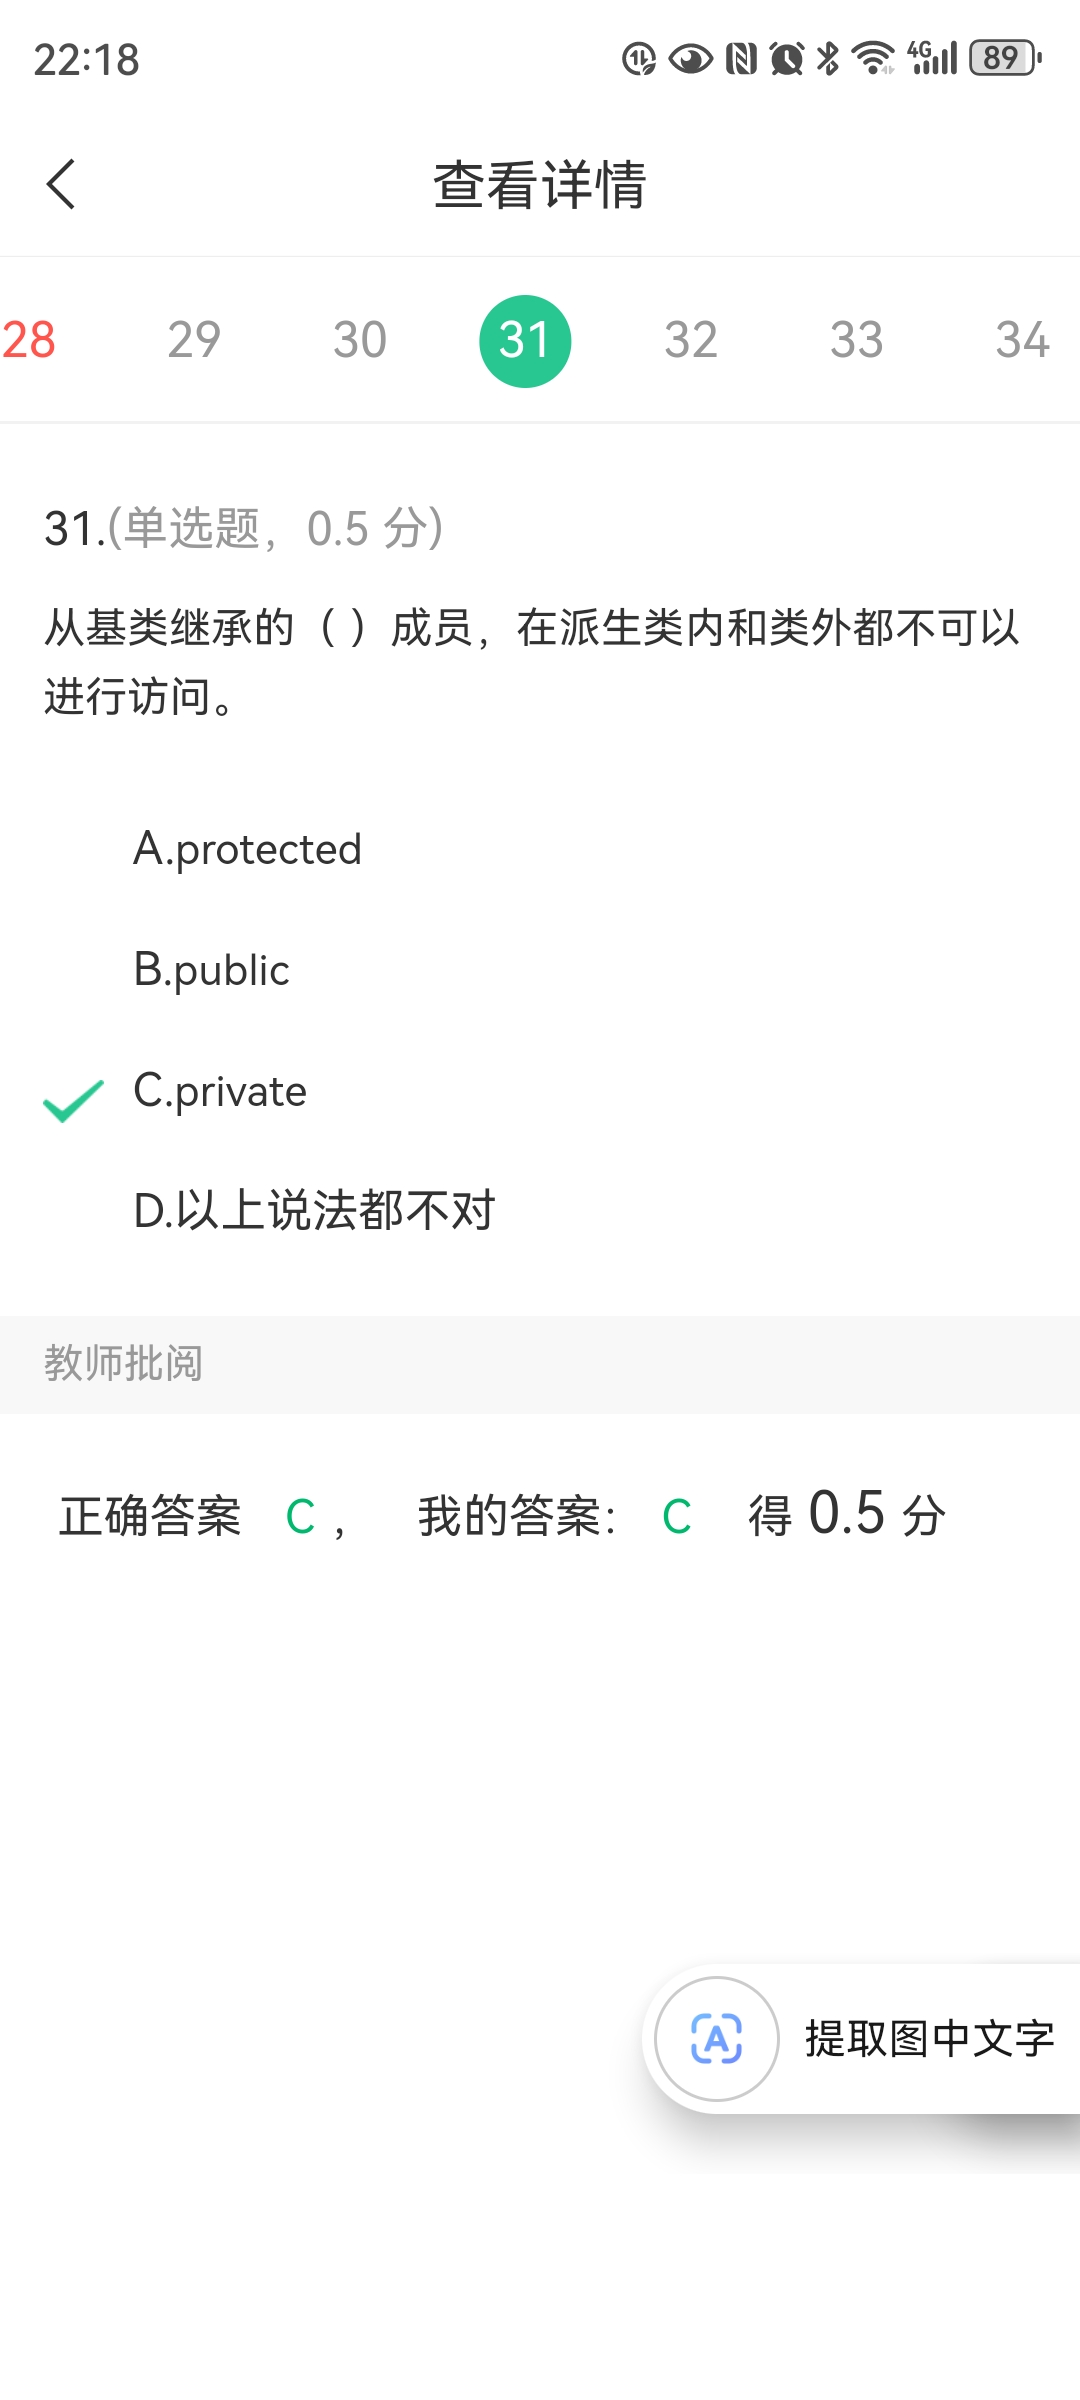 22:18
4G
89
查看详情
28 29 30 31 32 33 34
31.(单选题，0.5 分)
从基类继承的（ ）成员，在派生类内和类外都不可以
进行访问。
A.protected
B.public
C.private
D.以上说法都不对
教师批阅
正确答案 C ， 我的答案： C 得 0.5 分
A
提取图中文字